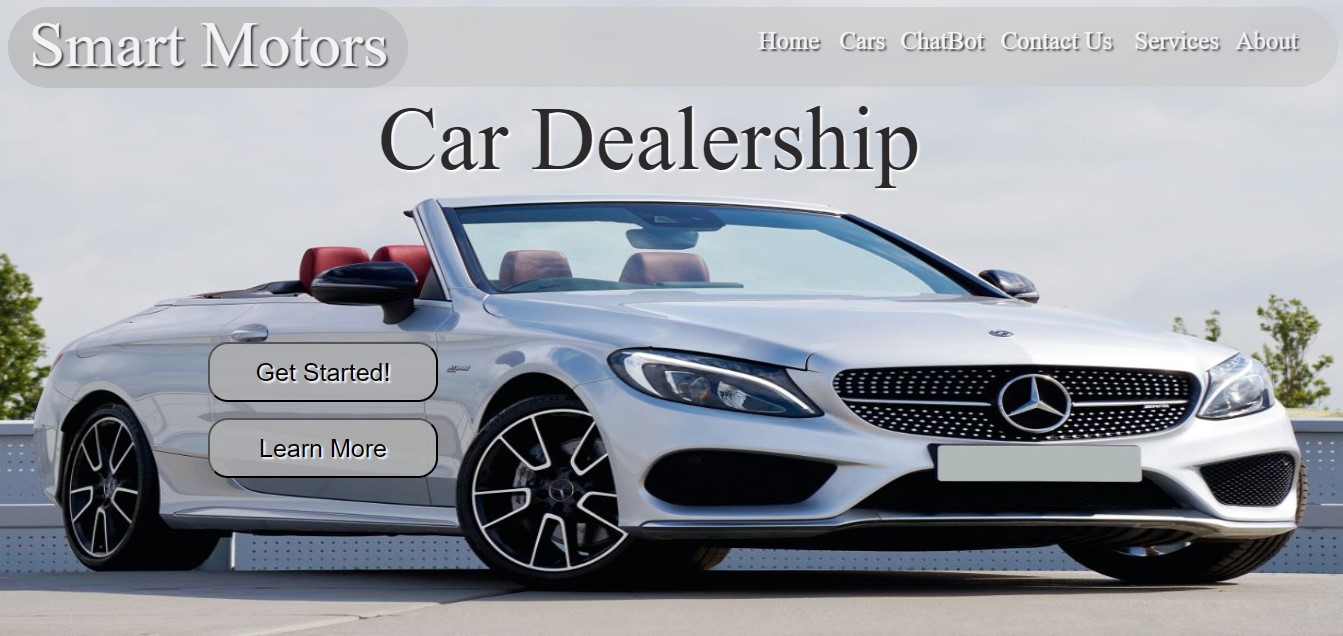 Smart Motors
Home Cars ChatBot Contact Us Services About
Car Dealership
Get Started!
Learn More